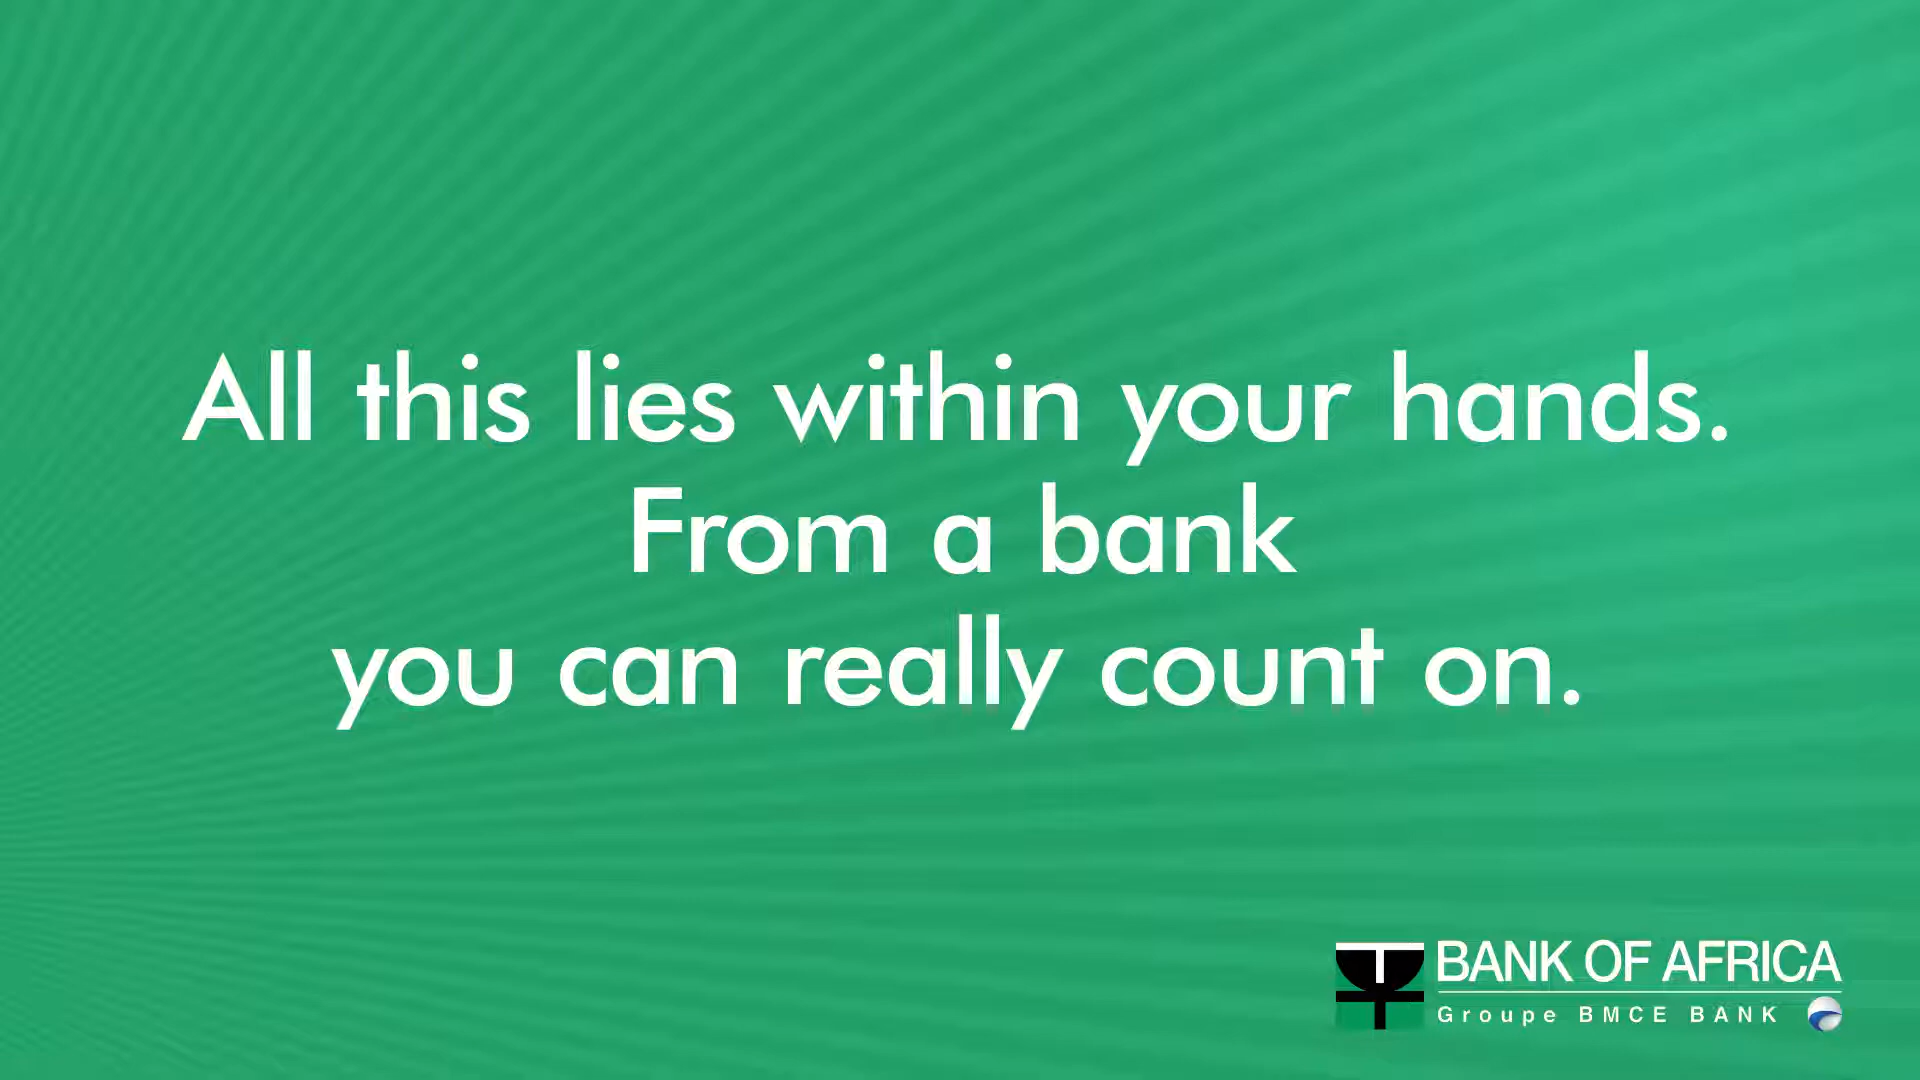 All this lies within your hands.
From a bank
you can really count on.
BANK OF AFRICA
Groupe BMCE BANK